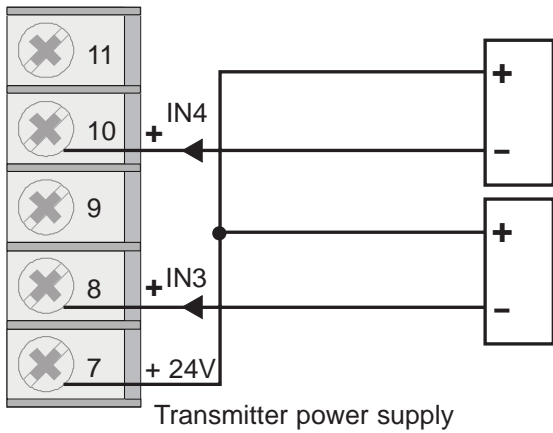 11
10
+
IN4
9
8
+
IN3
7
+ 24V
+
–
+
–
Transmitter power supply